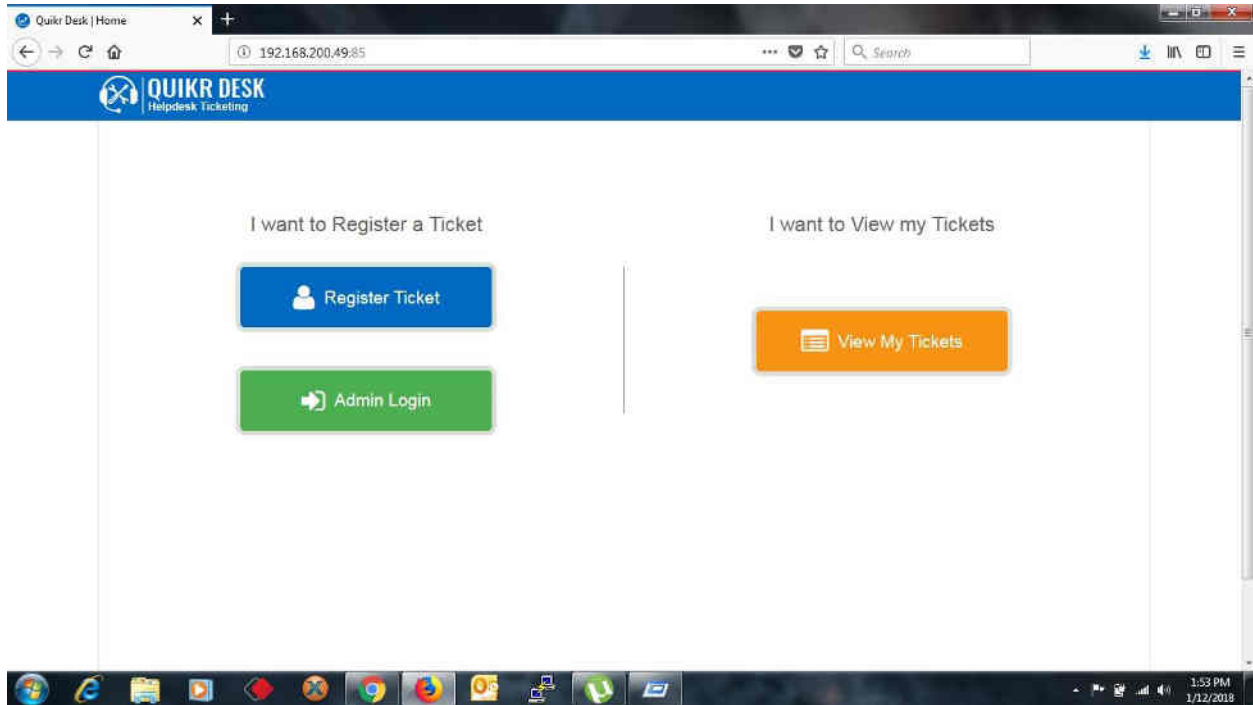 Quikr Desk | Home
192.168.200.49:85
Search
QUIKR DESK
Helpdesk Ticketing
I want to Register a Ticket
I want to View my Tickets
Register Ticket
View My Tickets
Admin Login
1:53 PM
1/12/2018